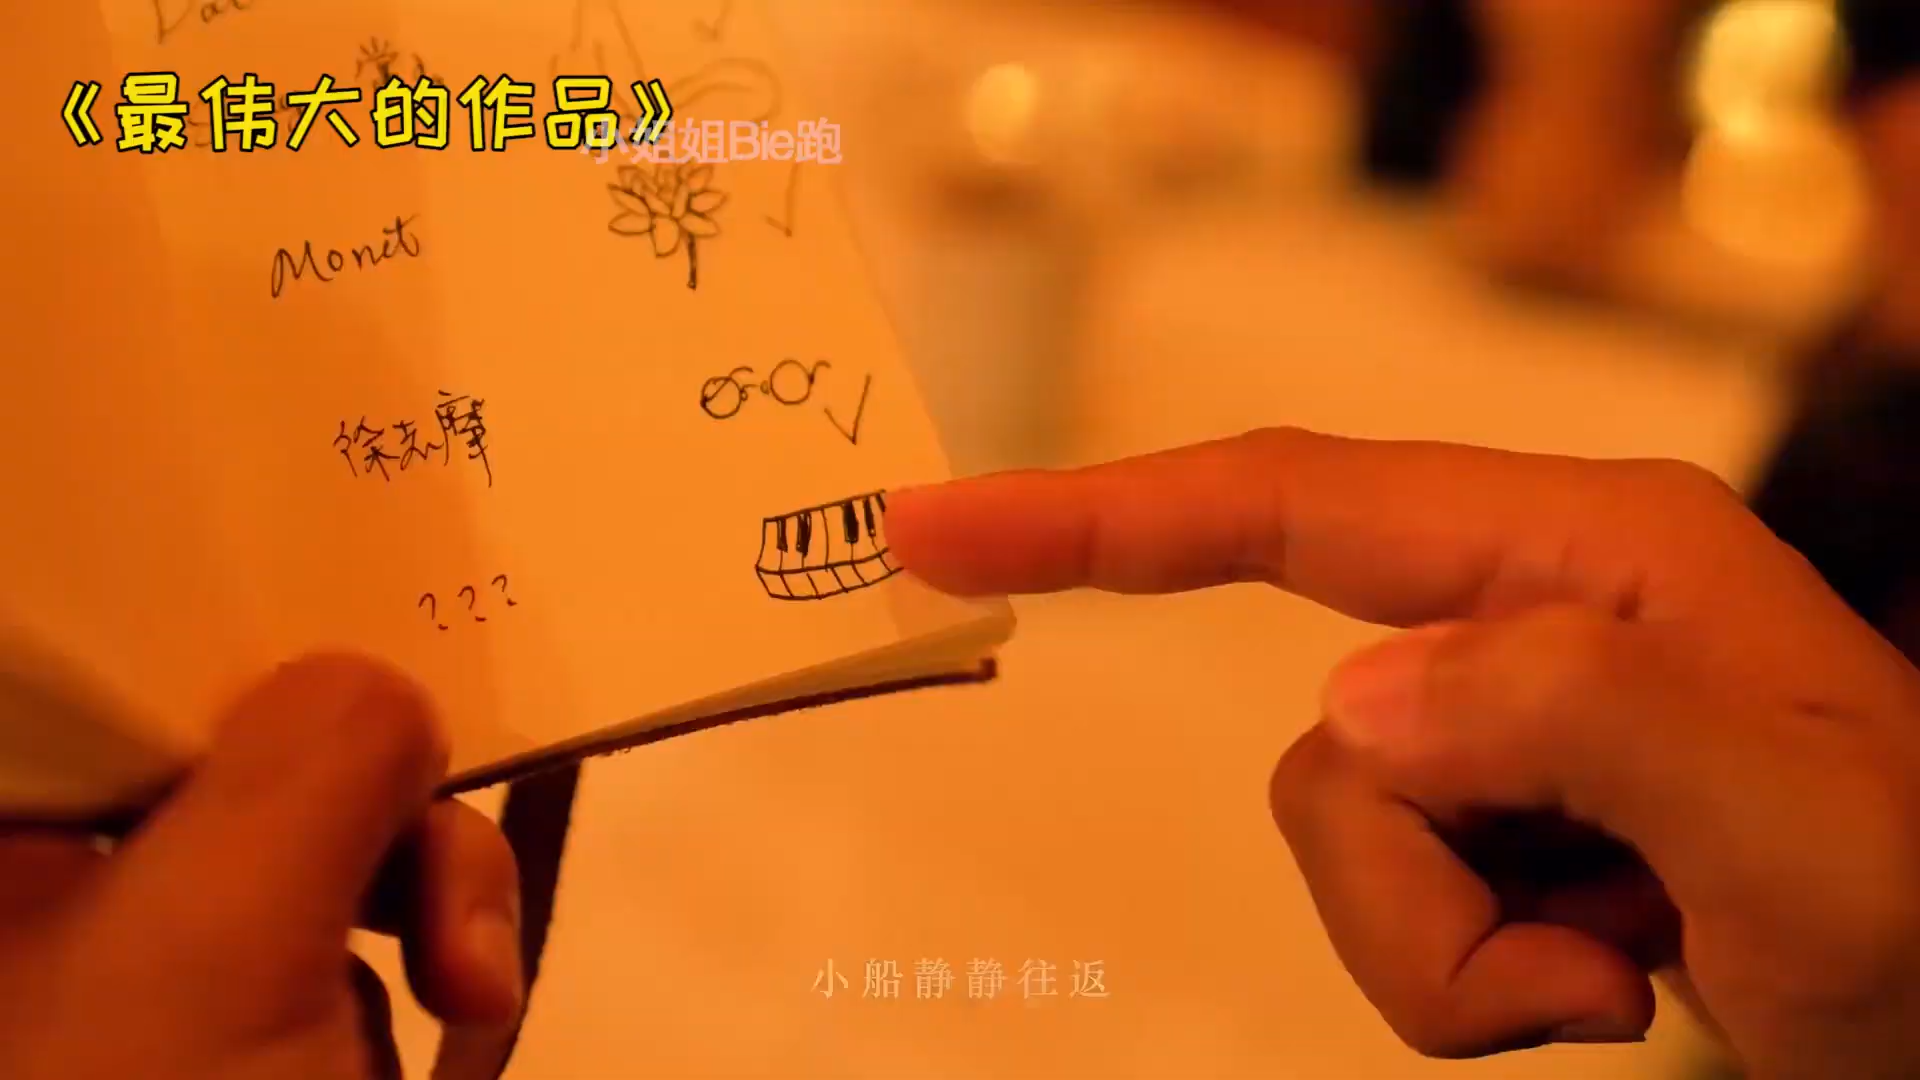 《最伟大的作品》
小姐姐Bie跑
Monet
徐志摩
???
小船静静往返